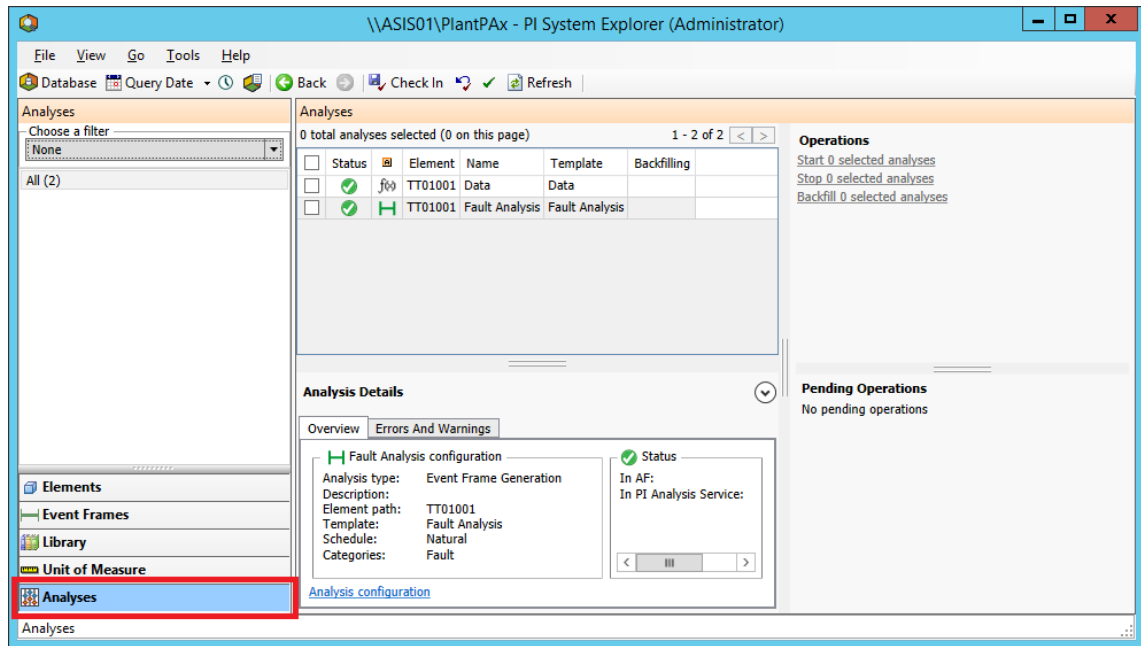 \\ASIS01\PlantPAx - PI System Explorer (Administrator)
File View Go Tools Help
Database Query Date Back Check In Refresh
Analyses
Choose a filter
None
All (2)
Elements
Event Frames
Library
Unit of Measure
Analyses
Analyses
0 total analyses selected (0 on this page) 1 - 2 of 2 < >
Status Element Name Template Backfilling
f(x) TT01001 Data Data
TT01001 Fault Analysis Fault Analysis
Operations
Start 0 selected analyses
Stop 0 selected analyses
Backfill 0 selected analyses
Analysis Details
Overview Errors And Warnings
Fault Analysis configuration
Analysis type: Event Frame Generation
Description:
Element path: TT01001
Template: Fault Analysis
Schedule: Natural
Categories: Fault
Status
In AF:
In PI Analysis Service:
Analysis configuration
Pending Operations
No pending operations
Analyses